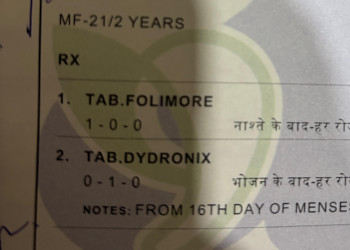 MF-21/2 YEARS
RX
1. TAB.FOLIMORE
1-0-0 नाश्ते के बाद-हर
2. TAB.DYDRONIX
0-1-0 भोजन के बाद-हर
NOTES: FROM 16TH DAY OF MENSE